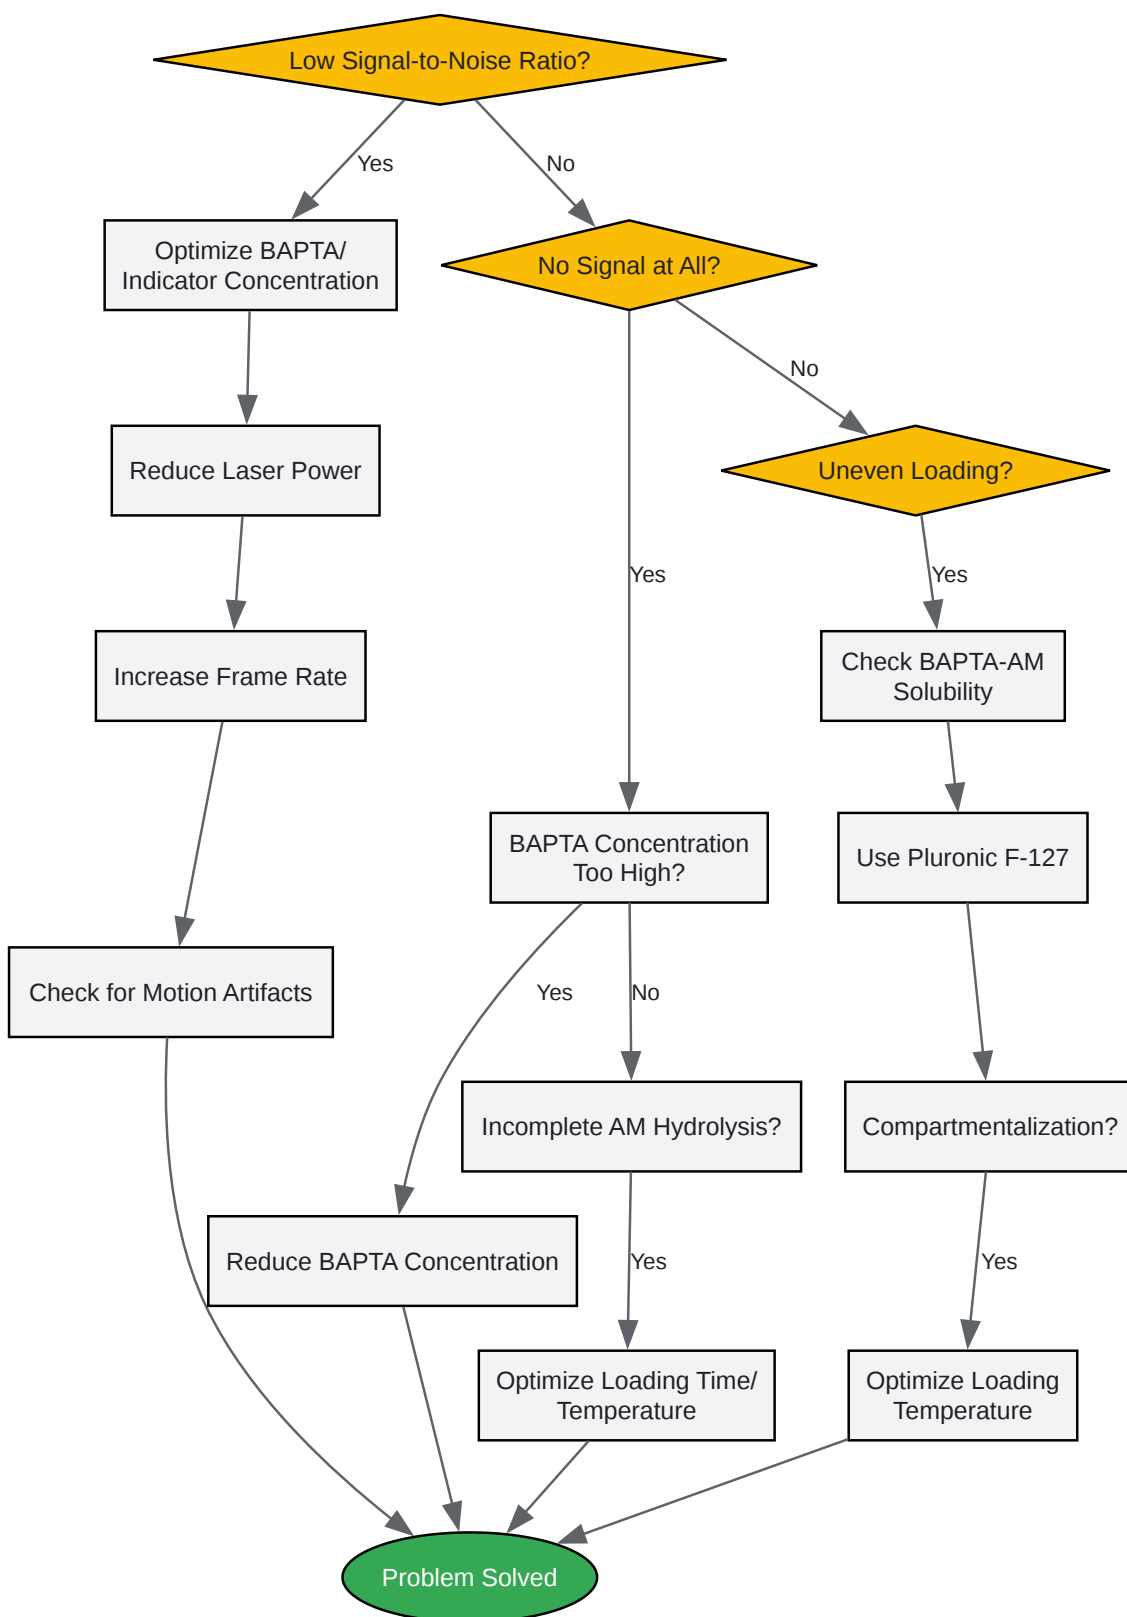 Low Signal-to-Noise Ratio?
Yes
No
Optimize BAPTA/
Indicator Concentration
No Signal at All?
No
Reduce Laser Power
Uneven Loading?
Yes
Yes
Increase Frame Rate
Check BAPTA-AM
Solubility
BAPTA Concentration
Too High?
Use Pluronic F-127
Check for Motion Artifacts
Yes
No
Incomplete AM Hydrolysis?
Compartmentalization?
Reduce BAPTA Concentration
Yes
Yes
Optimize Loading Time/
Temperature
Optimize Loading
Temperature
Problem Solved